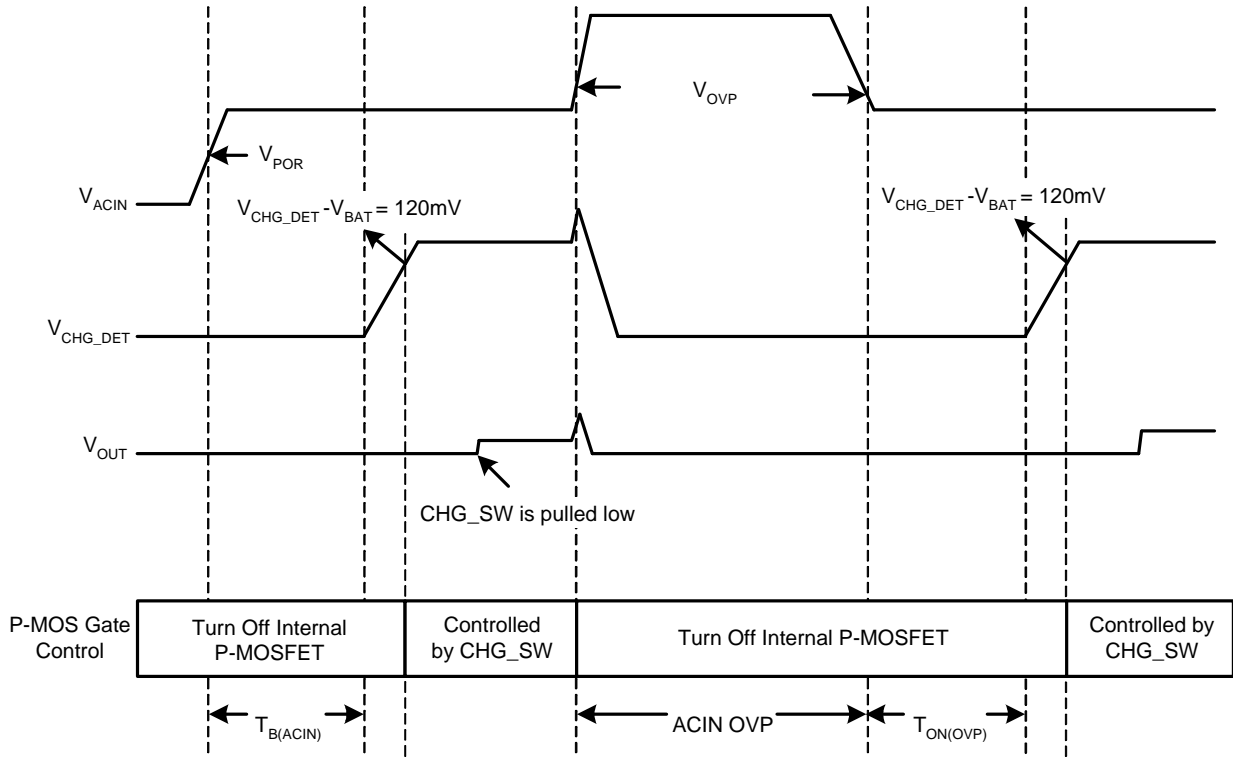 V_OVP
V_POR
V_ACIN
V_CHG_DET -V_BAT = 120mV
V_CHG_DET -V_BAT = 120mV
V_CHG_DET
V_OUT
CHG_SW is pulled low
P-MOS Gate
Control
Turn Off Internal
P-MOSFET
Controlled
by CHG_SW
Turn Off Internal P-MOSFET
Controlled by
CHG_SW
T_B(ACIN)
ACIN OVP
T_ON(OVP)